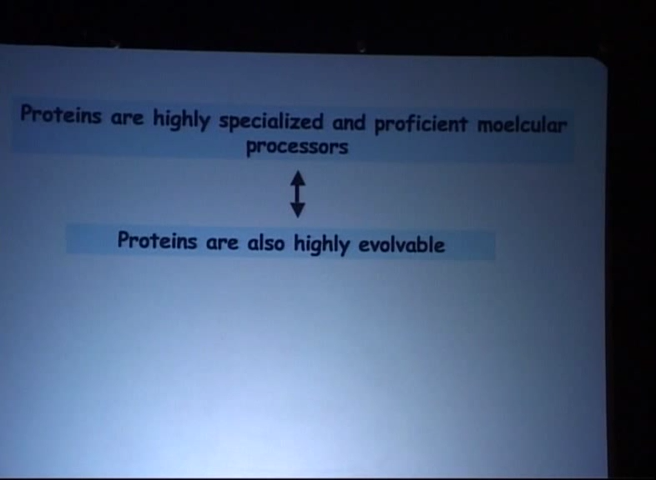 Proteins are highly specialized and proficient moelcular
processors
Proteins are also highly evolvable